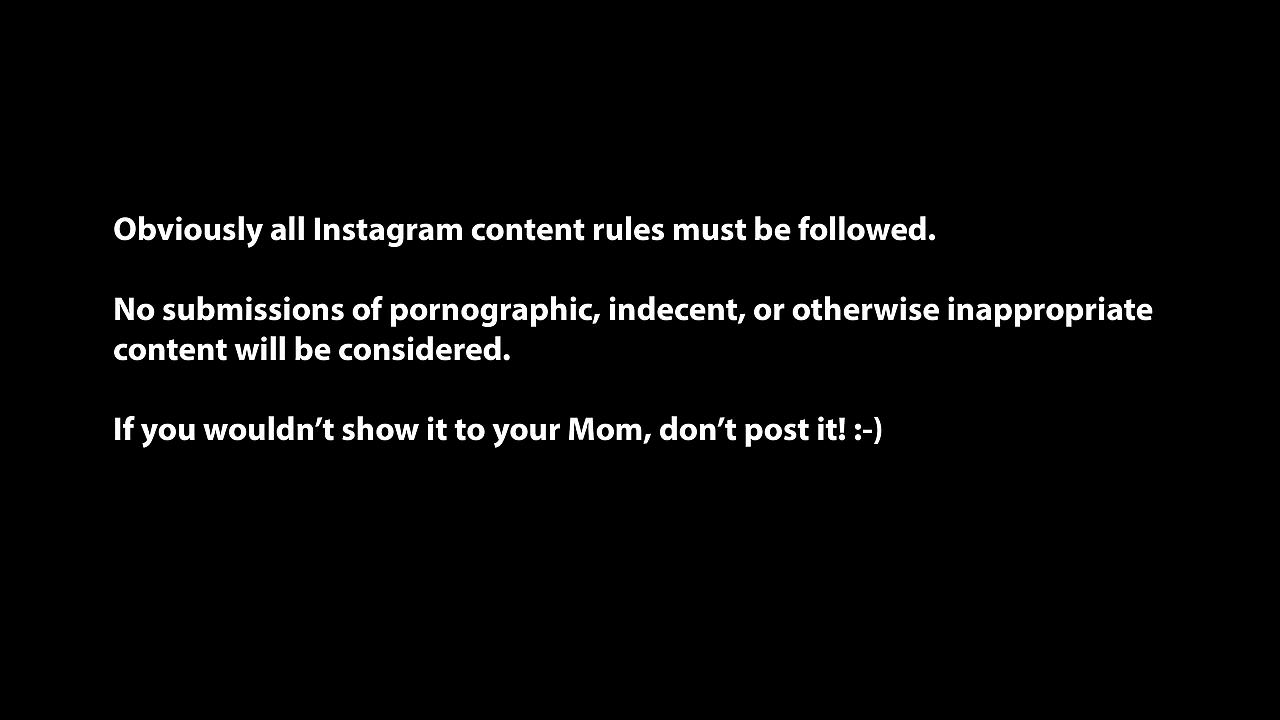 Obviously all Instagram content rules must be followed.
No submissions of pornographic, indecent, or otherwise inappropriate
content will be considered.
If you wouldn’t show it to your Mom, don’t post it! :-)